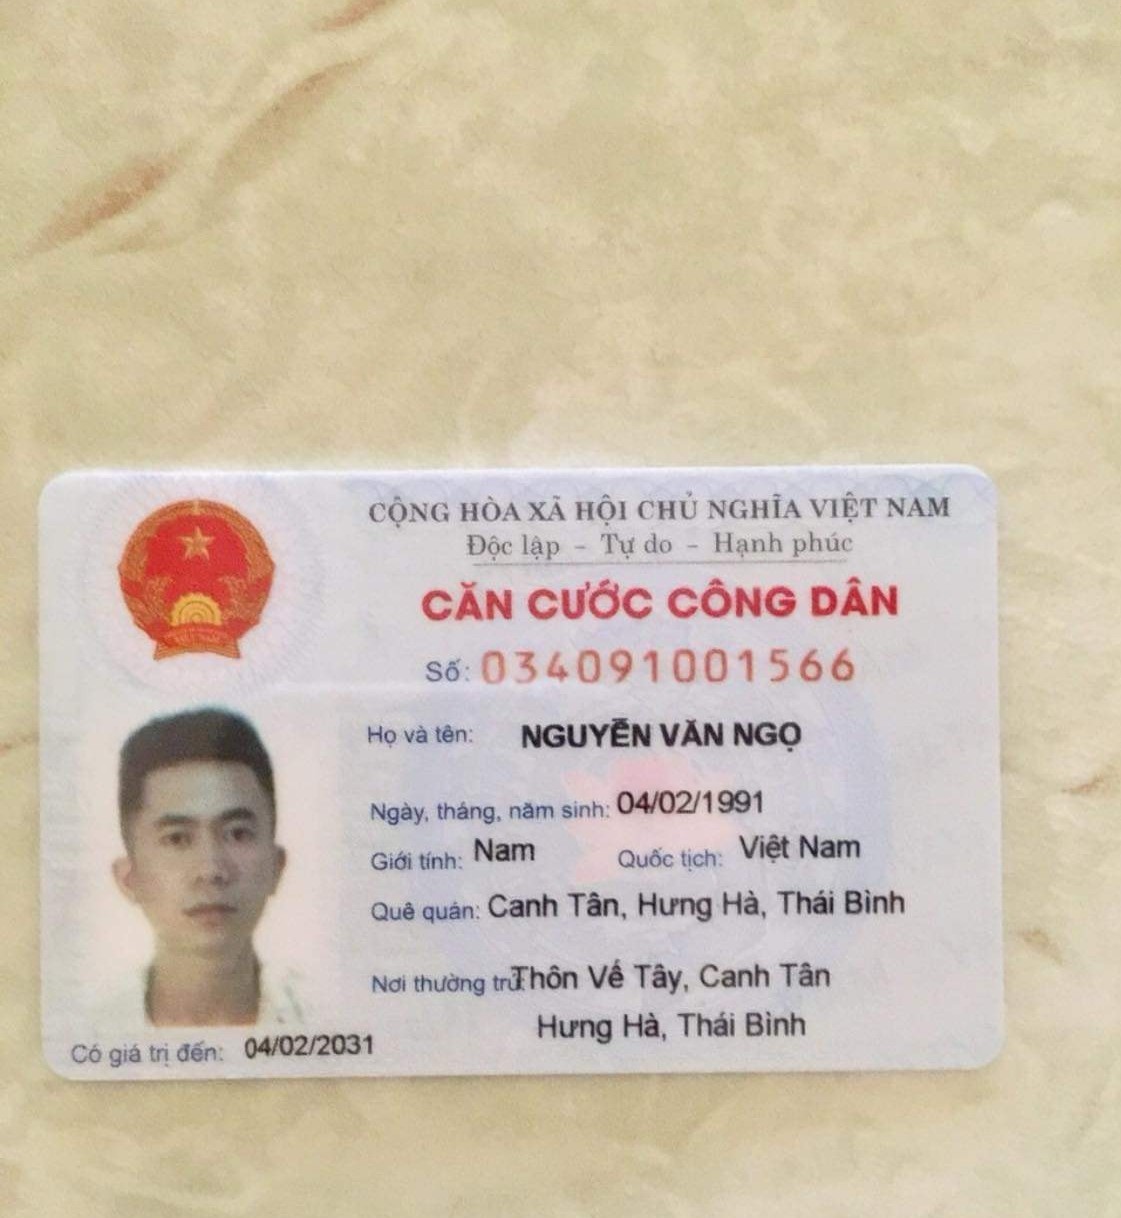 CỘNG HÒA XÃ HỘI CHỦ NGHĨA VIỆT NAM
Độc lập - Tự do - Hạnh phúc
CĂN CƯỚC CÔNG DÂN
Số: 034091001566
Họ và tên: NGUYỄN VĂN NGỌ
Ngày, tháng, năm sinh: 04/02/1991
Giới tính: Nam Quốc tịch: Việt Nam
Quê quán: Canh Tân, Hưng Hà, Thái Bình
Nơi thường trú: Thôn Vế Tây, Canh Tân
Hưng Hà, Thái Bình
Có giá trị đến: 04/02/2031